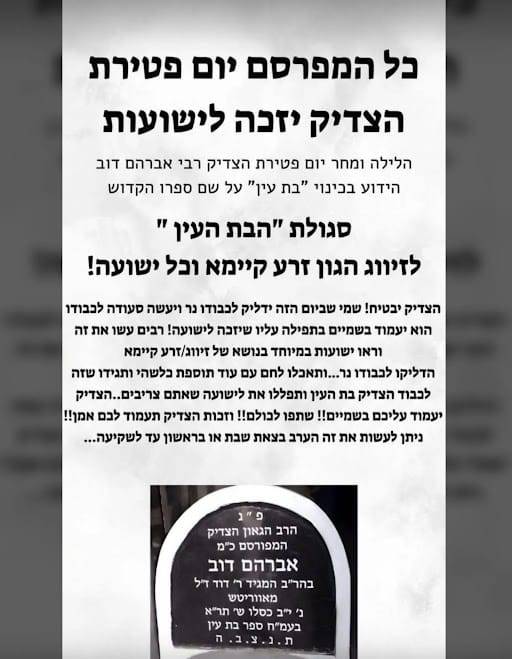 כל המפרסם יום פטירת
הצדיק יזכה לישועות
הלילה ומחר יום פטירת הצדיק רבי אברהם דוב
הידוע בכינוי "בת עין" על שם ספרו הקדוש
סגולת "הבת העין "
לזיווג הגון זרע קיימא וכל ישועה!
הצדיק יבטיח! שמי שביום הזה ידליק לכבודו נר ויעשה סעודה לכבודו
הוא יעמוד בשמיים בתפילה עליו שיזכה לישועה! רבים עשו את זה
וראו ישועות במיוחד בנושא של זיווג/זרע קיימא
הדליקו לכבודו נר...ותאכלו לחם עם עוד תוספת כלשהי ותגידו שזה
לכבוד הצדיק בת העין ותפללו את לישועה שאתם צריבים..הצדיק
יעמוד עליכם בשמיים!! שתפו לכולם!! וזכות הצדיק תעמוד לכם אמן!!
ניתן לעשות את זה הערב בצאת שבת או בראשון עד לשקיעה...
פ"נ
הרב הגאון הצדיק
המפורסם כ"מ
אברהם דוב
בהר"ב המגיד ר' דוד ז"ל
מאווריטש
נ' י"ב כסלו ש' תר"א
בעמ"ח ספר בת עין
ת.נ.צ.ב.ה